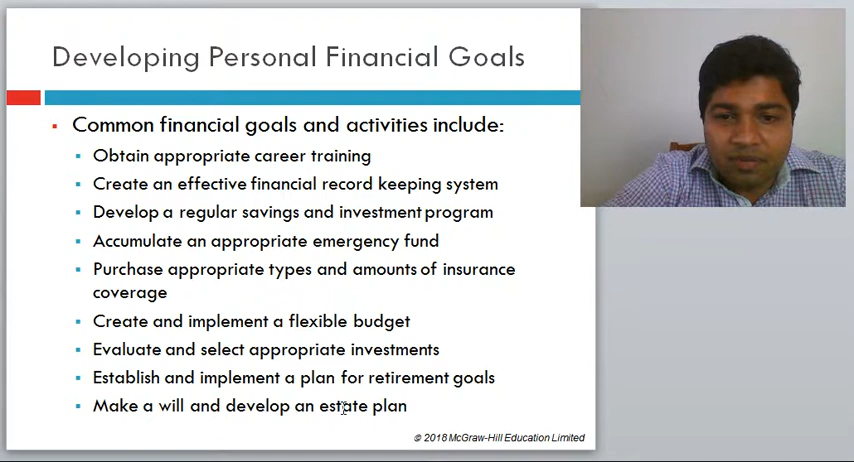 Developing Personal Financial Goals
Common financial goals and activities include:
Obtain appropriate career training
Create an effective financial record keeping system
Develop a regular savings and investment program
Accumulate an appropriate emergency fund
Purchase appropriate types and amounts of insurance
coverage
Create and implement a flexible budget
Evaluate and select appropriate investments
Establish and implement a plan for retirement goals
Make a will and develop an estate plan
© 2018 McGraw-Hill Education Limited